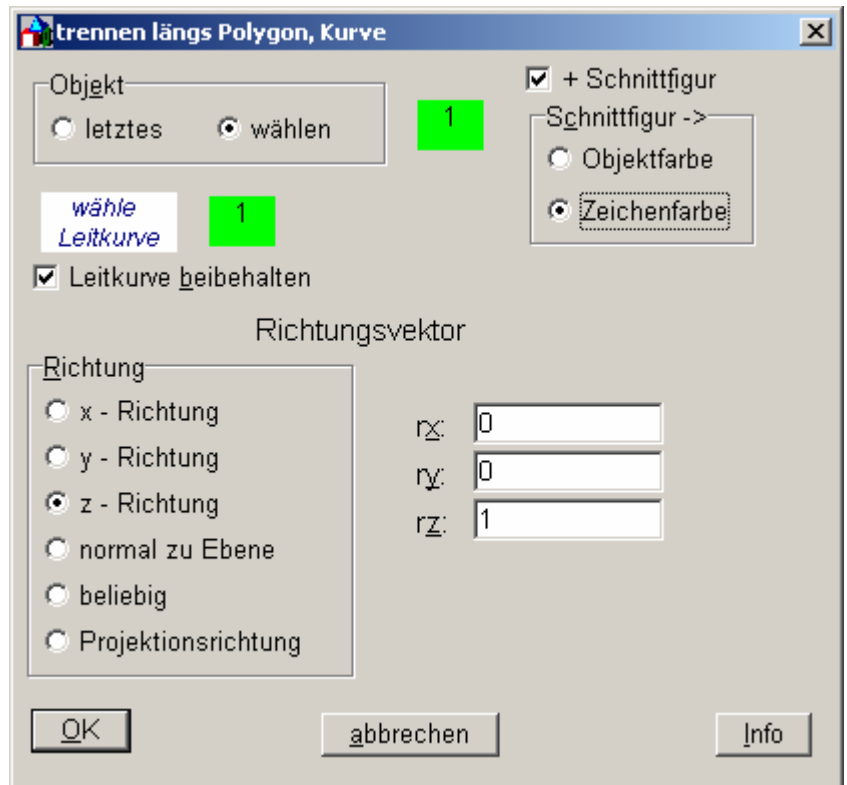 trennen längs Polygon, Kurve
Objekt
letztes
wählen
1
+ Schnittfigur
Schnittfigur ->
Objektfarbe
Zeichenfarbe
wähle
Leitkurve
1
Leitkurve beibehalten
Richtungsvektor
Richtung
x - Richtung
y - Richtung
z - Richtung
normal zu Ebene
beliebig
Projektionsrichtung
rx: 0
ry: 0
rz: 1
OK
abbrechen
Info